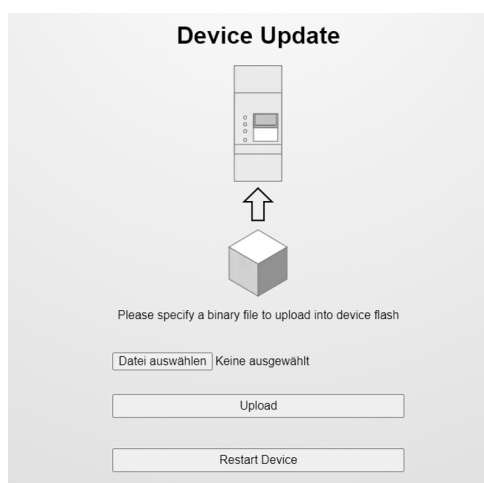 Device Update
Please specify a binary file to upload into device flash
Datei auswählen Keine ausgewählt
Upload
Restart Device